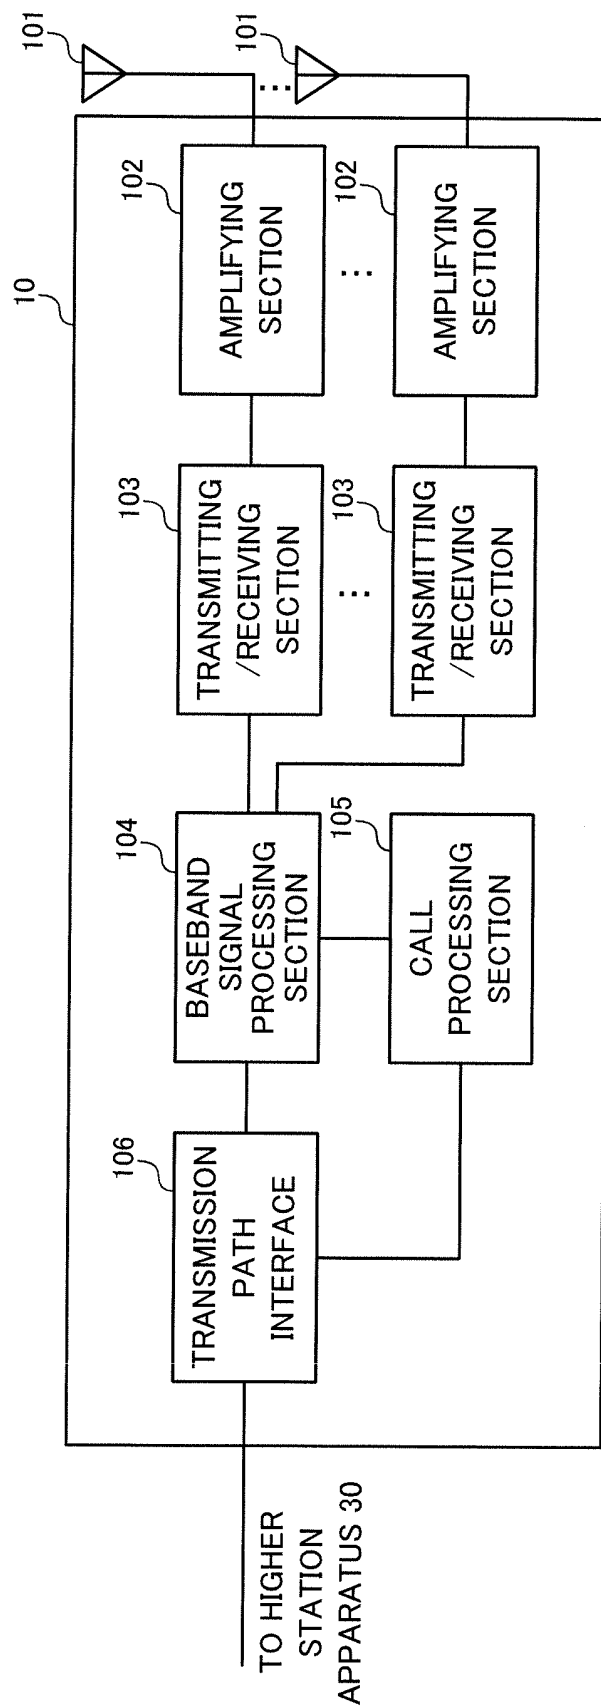 10
101
101
...
102
AMPLIFYING
SECTION
...
102
AMPLIFYING
SECTION
103
TRANSMITTING
/RECEIVING
SECTION
...
103
TRANSMITTING
/RECEIVING
SECTION
104
BASEBAND
SIGNAL
PROCESSING
SECTION
105
CALL
PROCESSING
SECTION
106
TRANSMISSION
PATH
INTERFACE
TO HIGHER
STATION
APPARATUS 30